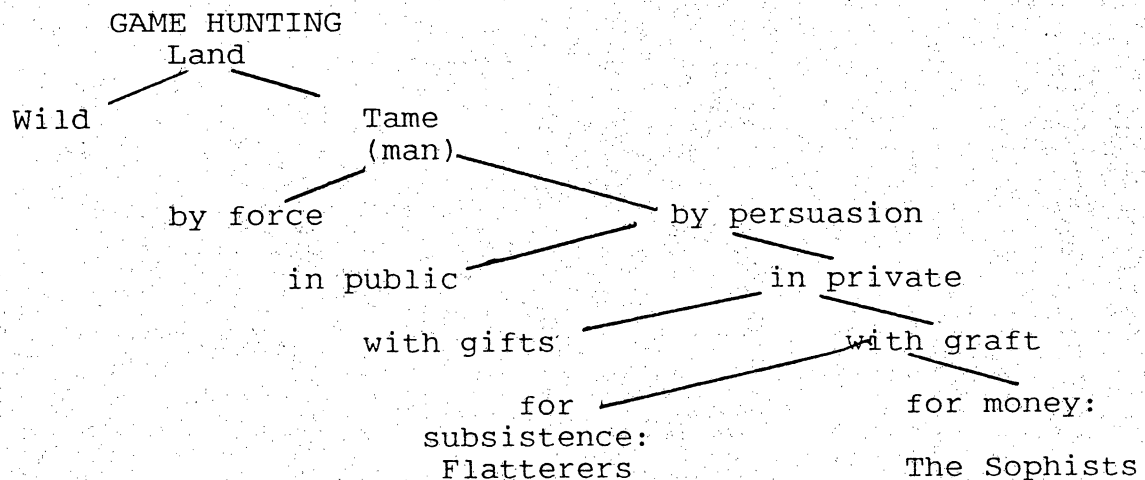 GAME HUNTING
Land
Wild
Tame
(man)
by force
by persuasion
in public
in private
with gifts
with graft
for
subsistence:
Flatterers
for money:
The Sophists